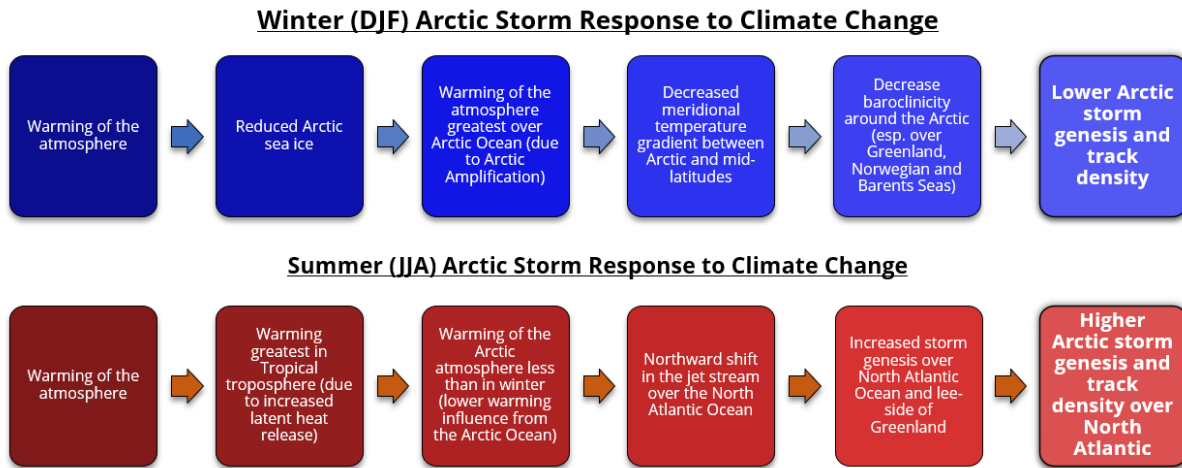 Winter (DJF) Arctic Storm Response to Climate Change
Warming of the
atmosphere
Reduced Arctic
sea ice
Warming of the
atmosphere
greatest over
Arctic Ocean (due
to Arctic
Amplification)
Decreased
meridional
temperature
gradient between
Arctic and mid-
latitudes
Decrease
baroclinicity
around the Arctic
(esp. over
Greenland,
Norwegian and
Barents Seas)
Lower Arctic
storm
genesis and
track
density
Summer (JJA) Arctic Storm Response to Climate Change
Warming of the
atmosphere
Warming
greatest in
Tropical
troposphere (due
to increased
latent heat
release)
Warming of the
Arctic
atmosphere less
than in winter
(lower warming
influence from
the Arctic Ocean)
Northward shift
in the jet stream
over the North
Atlantic Ocean
Increased storm
genesis over
North Atlantic
Ocean and lee-
side of
Greenland
Higher
Arctic storm
genesis and
track
density over
North
Atlantic